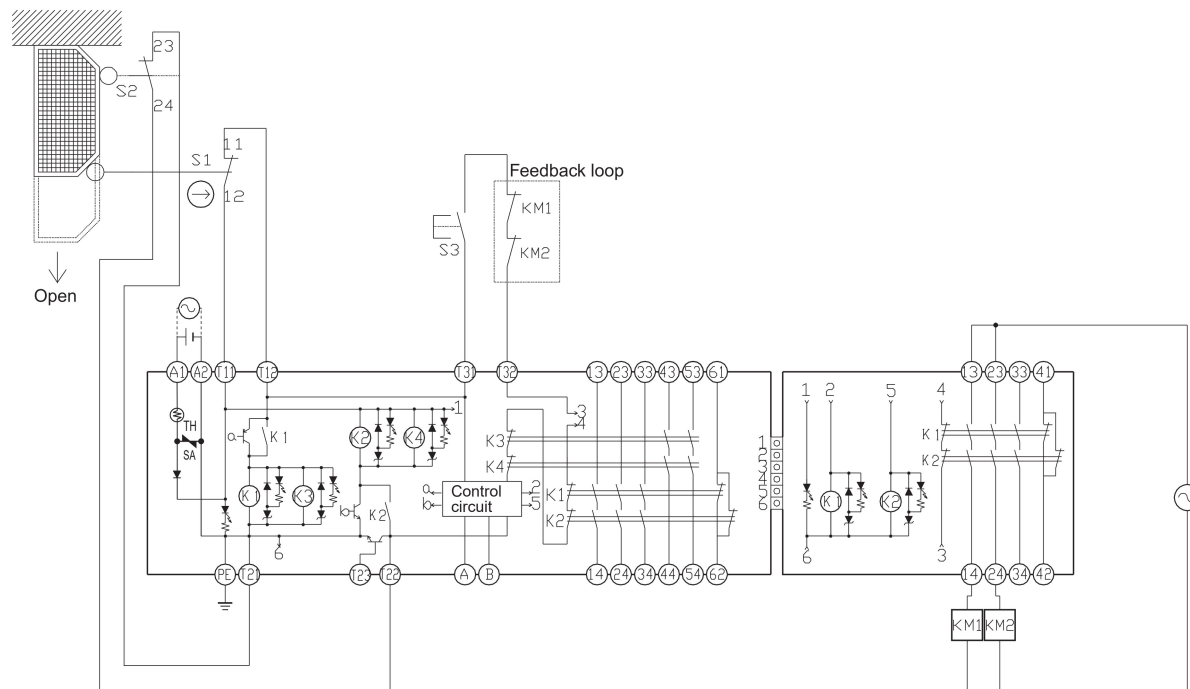 23
S2
24
11
S1
12
Feedback loop
KM1
S3
KM2
Open
A1 A2 T11 T12 T31 T32 13 23 33 43 53 61 13 23 33 41
TH
SA
a
K1
K2
K4
1
3
4
K3
K4
1
2
3
4
5
6
1 2 5 4
K1
K2
K1
K3
b
K2
a
b
Control
circuit
2
5
K1
K2
K1
K2
6
6
3
PE T21 T23 T22 A B 14 24 34 44 54 62 14 24 34 42
KM1 KM2